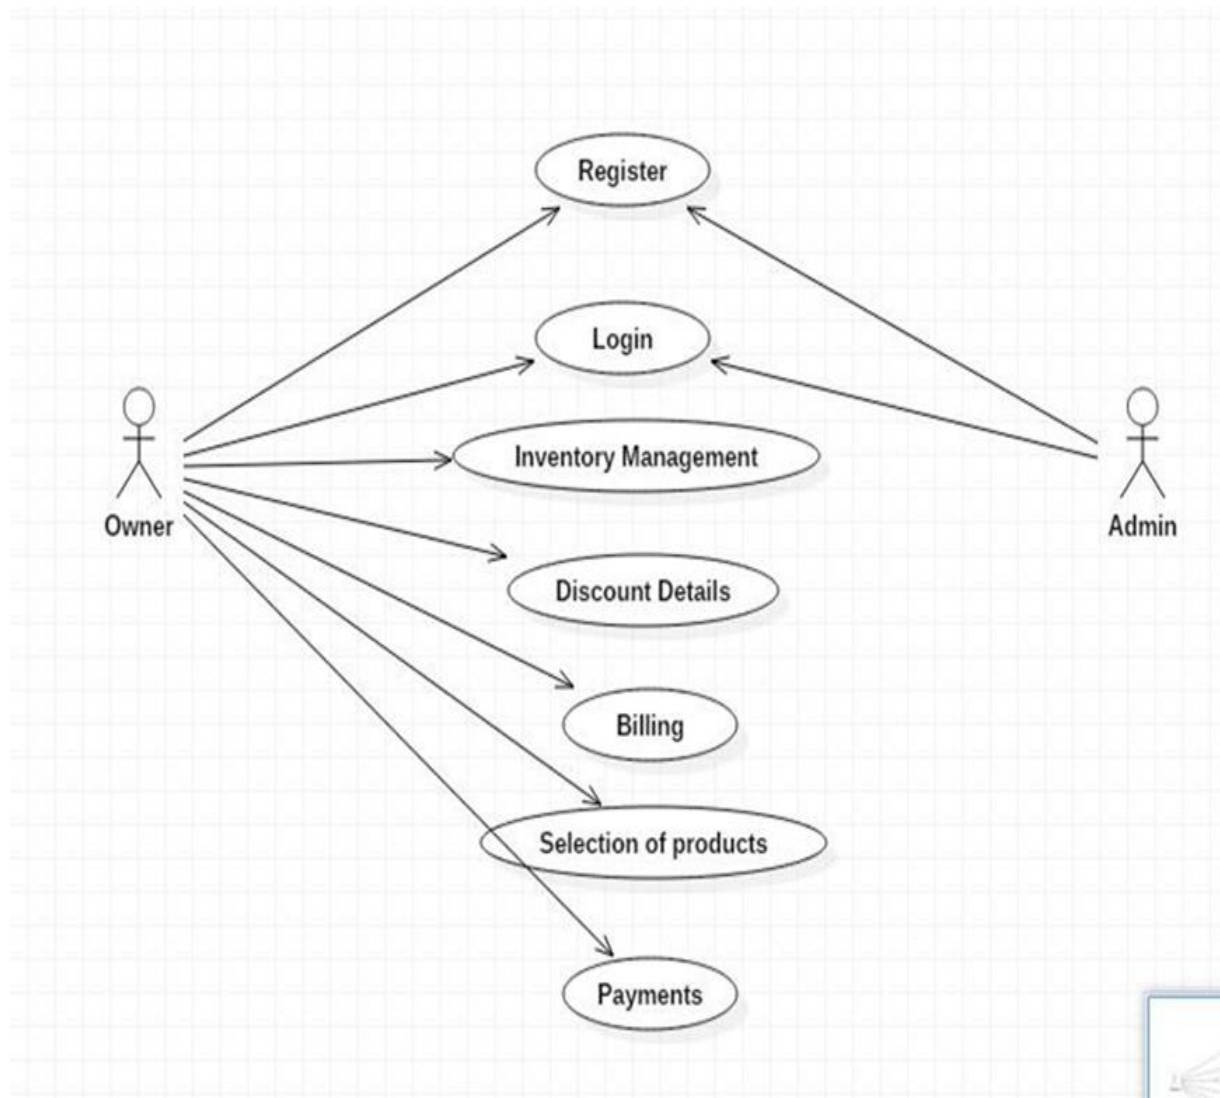 Register
Login
Inventory Management
Owner
Admin
Discount Details
Billing
Selection of products
Payments